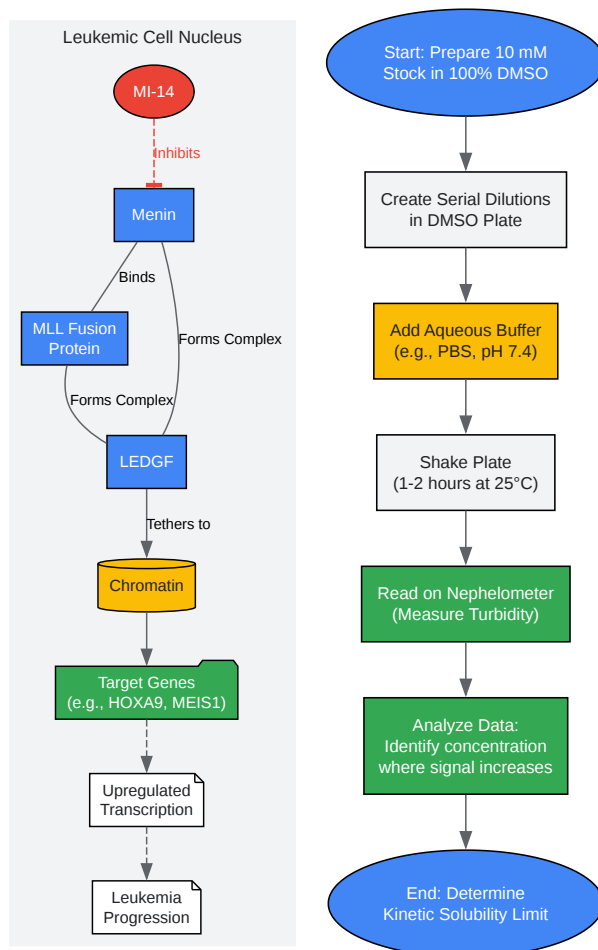 Leukemic Cell Nucleus
MI-14
Inhibits
Menin
Binds
MLL Fusion
Protein
Forms Complex
Forms Complex
LEDGF
Tethers to
Chromatin
Target Genes
(e.g., HOXA9, MEIS1)
Upregulated
Transcription
Leukemia
Progression
Start: Prepare 10 mM
Stock in 100% DMSO
Create Serial Dilutions
in DMSO Plate
Add Aqueous Buffer
(e.g., PBS, pH 7.4)
Shake Plate
(1-2 hours at 25°C)
Read on Nephelometer
(Measure Turbidity)
Analyze Data:
Identify concentration
where signal increases
End: Determine
Kinetic Solubility Limit